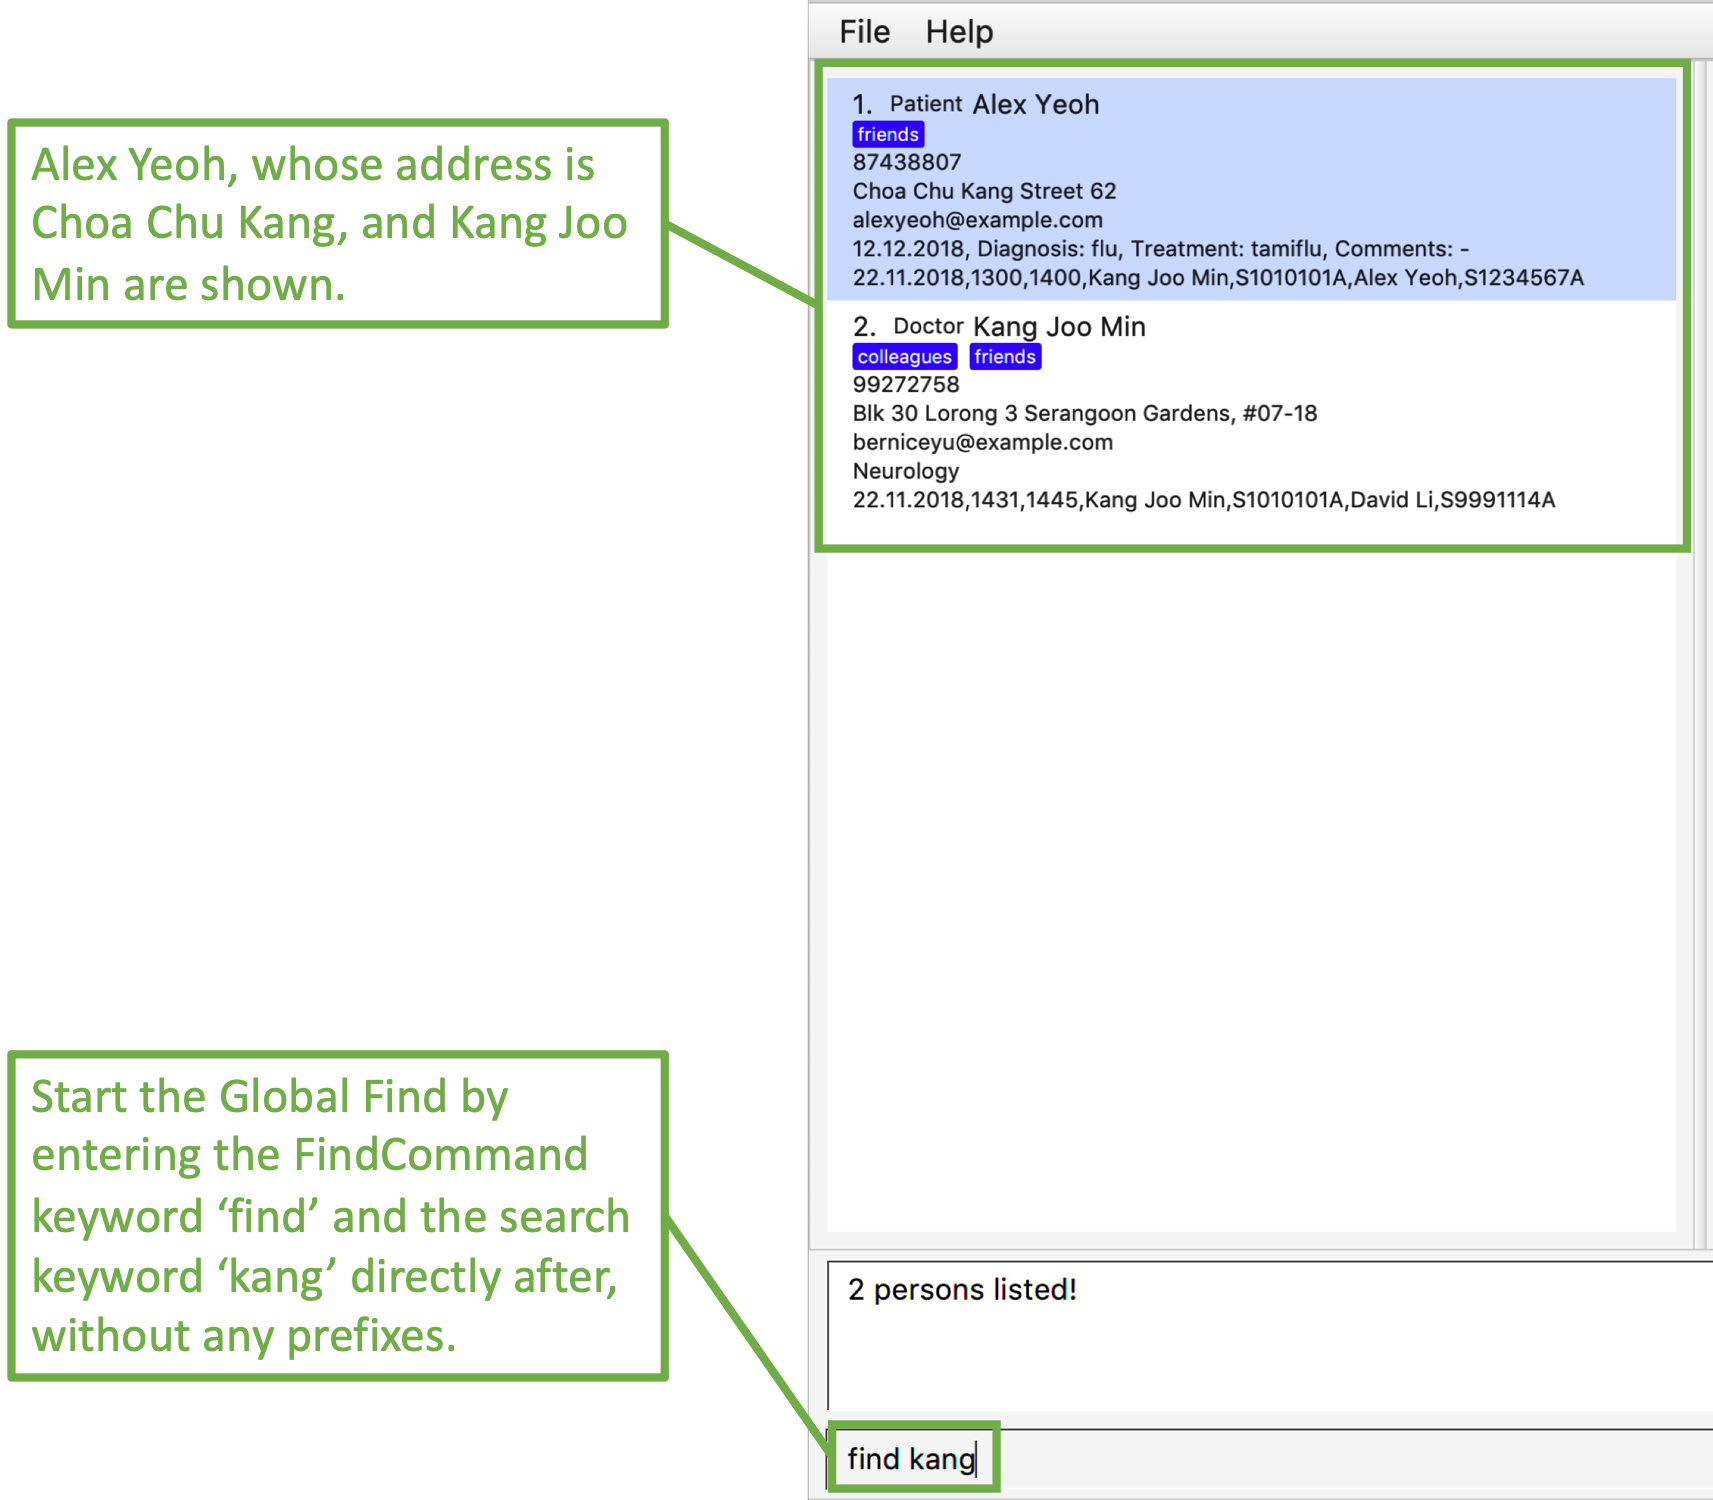 File Help
1. Patient Alex Yeoh
friends
87438807
Choa Chu Kang Street 62
alexyeoh@example.com
12.12.2018, Diagnosis: flu, Treatment: tamiflu, Comments: -
22.11.2018,1300,1400,Kang Joo Min,S1010101A,Alex Yeoh,S1234567A
2. Doctor Kang Joo Min
colleagues friends
99272758
Blk 30 Lorong 3 Serangoon Gardens, #07-18
berniceyu@example.com
Neurology
22.11.2018,1431,1445,Kang Joo Min,S1010101A,David Li,S9991114A
Alex Yeoh, whose address is
Choa Chu Kang, and Kang Joo
Min are shown.
Start the Global Find by
entering the FindCommand
keyword ‘find’ and the search
keyword ‘kang’ directly after,
without any prefixes.
2 persons listed!
find kang